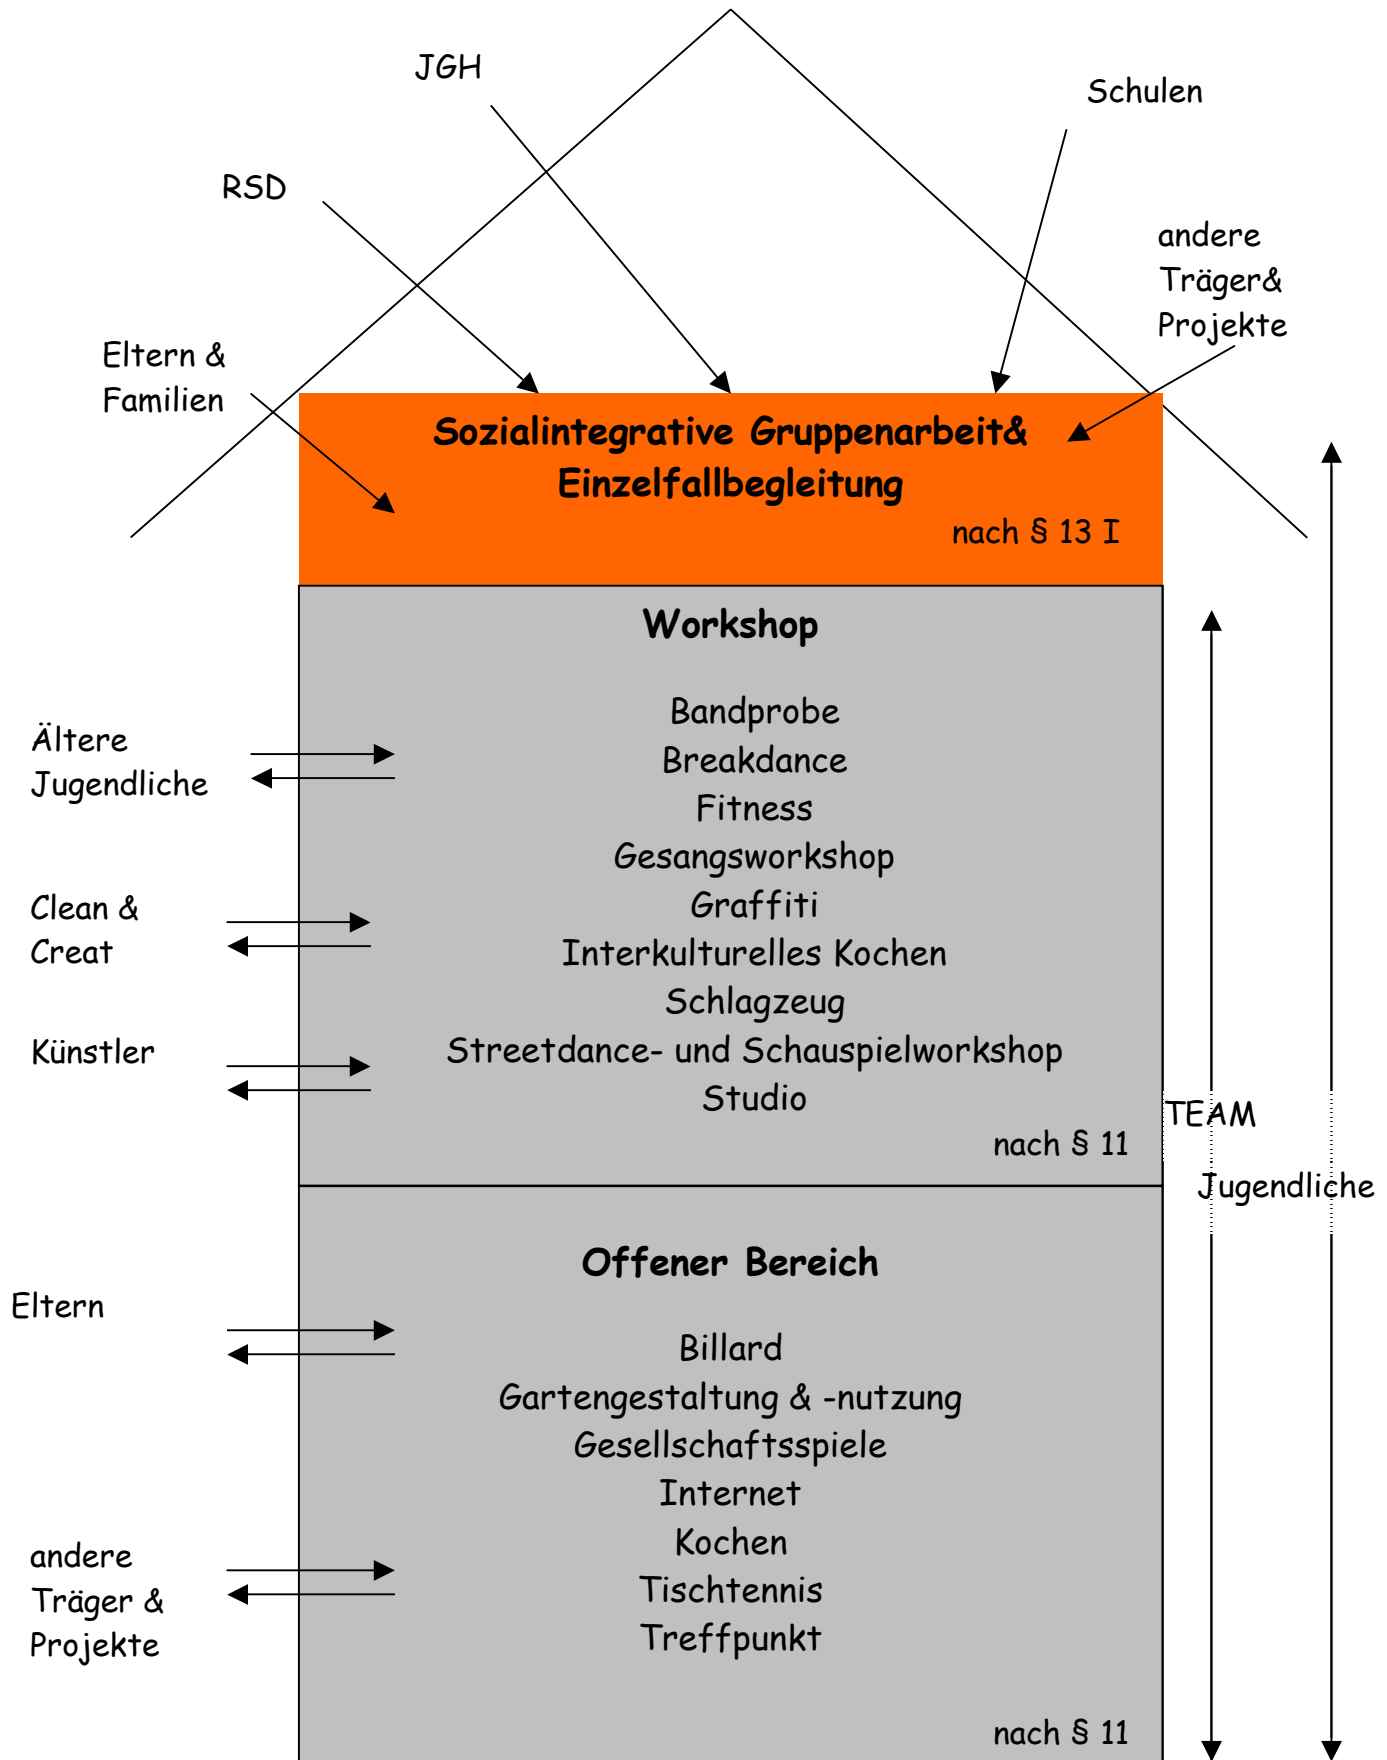 JGH
Schulen
RSD
andere
Träger&
Projekte
Eltern &
Familien
Sozialintegrative Gruppenarbeit&
Einzelfallbegleitung
nach § 13 I
Workshop
Bandprobe
Breakdance
Fitness
Gesangsworkshop
Graffiti
Interkulturelles Kochen
Schlagzeug
Streetdance- und Schauspielworkshop
Studio
nach § 11
Ältere
Jugendliche
Clean &
Creat
Künstler
TEAM
Jugendliche
Offener Bereich
Billard
Gartengestaltung & -nutzung
Gesellschaftsspiele
Internet
Kochen
Tischtennis
Treffpunkt
nach § 11
Eltern
andere
Träger &
Projekte